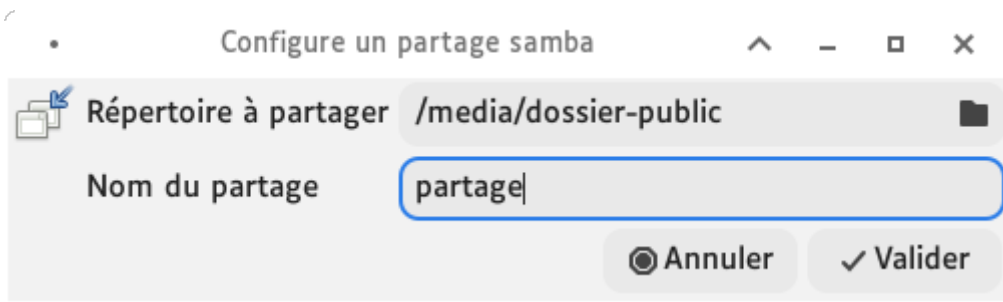 Configure un partage samba
Répertoire à partager /media/dossier-public
Nom du partage partage
Annuler Valider